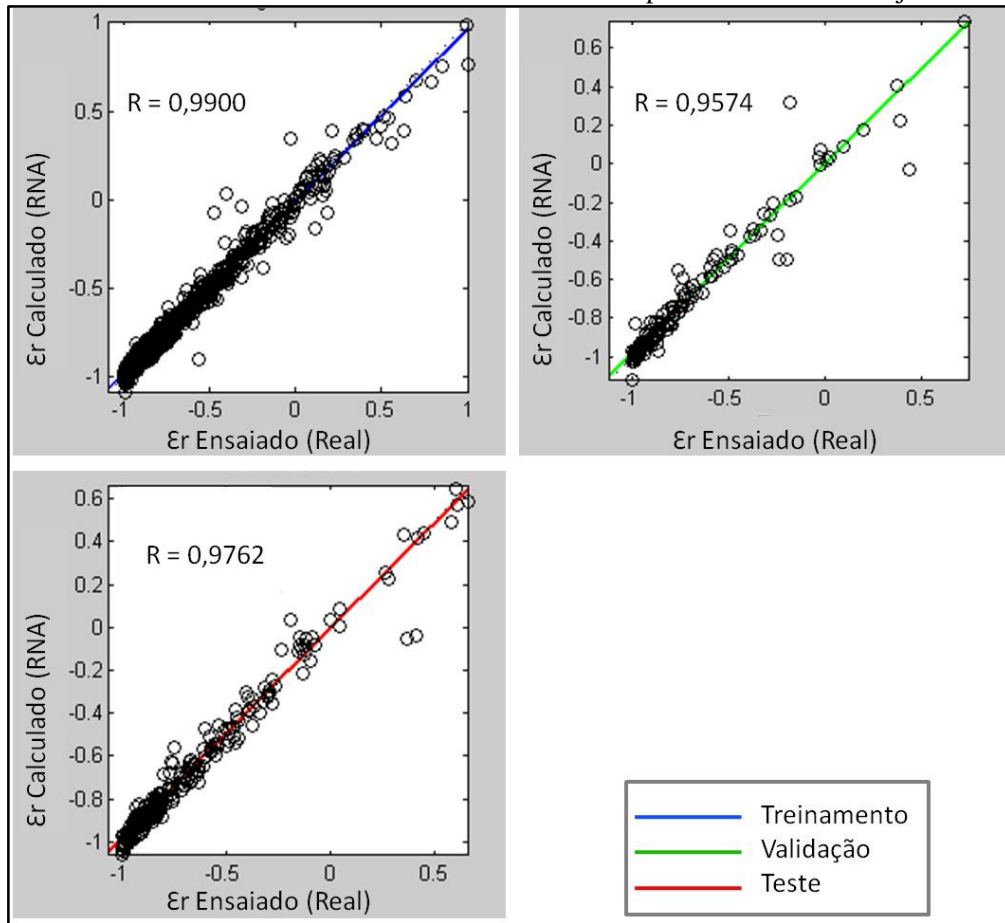 R = 0,9900
εr Calculado (RNA)
1
0.5
0
-0.5
-1
-1 -0.5 0 0.5 1
εr Ensaiado (Real)
R = 0,9574
εr Calculado (RNA)
0.6
0.4
0.2
0
-0.2
-0.4
-0.6
-0.8
-1
-1 -0.5 0 0.5
εr Ensaiado (Real)
R = 0,9762
εr Calculado (RNA)
0.6
0.4
0.2
0
-0.2
-0.4
-0.6
-0.8
-1
-1 -0.5 0 0.5
εr Ensaiado (Real)
Treinamento
Validação
Teste